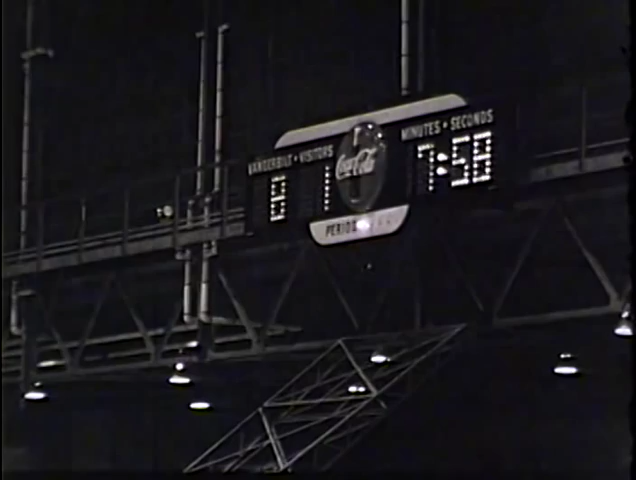 VANDERBILT • VISITORS
MINUTES • SECONDS
8 1
Coca-Cola
7:58
PERIOD